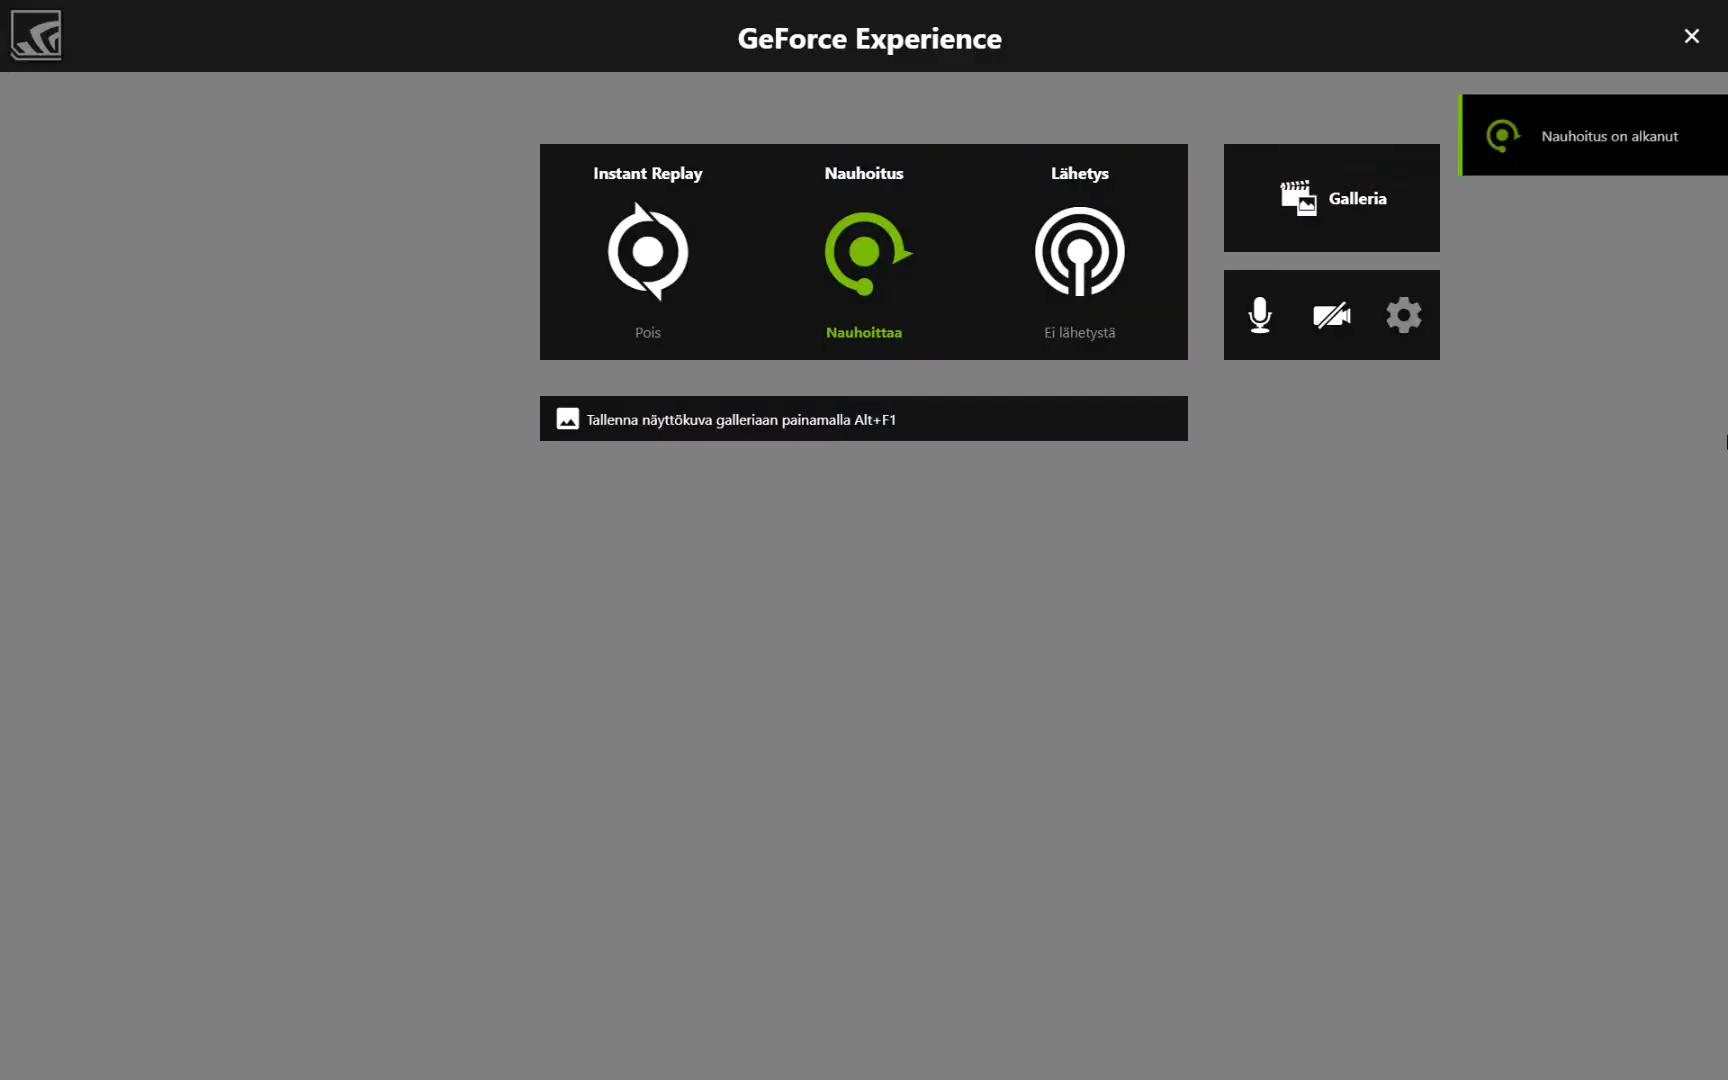 GeForce Experience
Nauhoitus on alkanut
Instant Replay
Nauhoitus
Lähetys
Galleria
Pois
Nauhoittaa
Ei lähetystä
Tallenna näyttökuva galleriaan painamalla Alt+F1